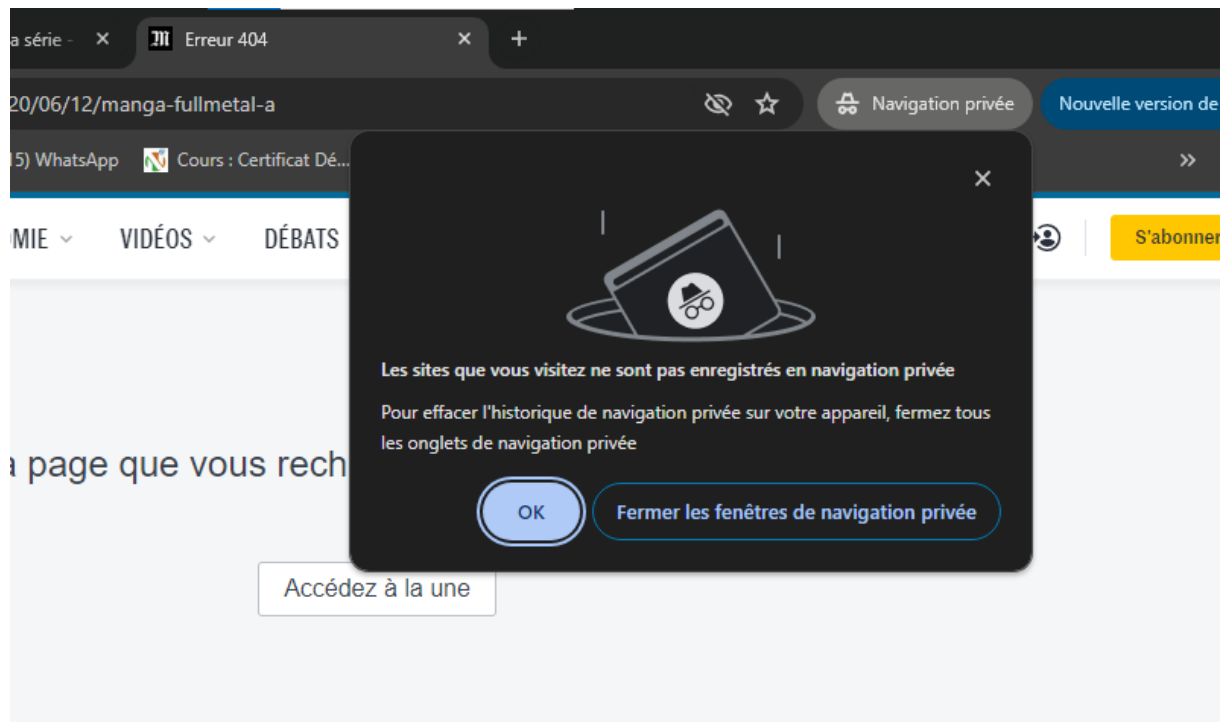 a série -
Erreur 404
20/06/12/manga-fullmetal-a
Navigation privée
Nouvelle version de
15) WhatsApp
Cours : Certificat Dé...
MIE
VIDÉOS
DÉBATS
S'abonner
Les sites que vous visitez ne sont pas enregistrés en navigation privée
Pour effacer l'historique de navigation privée sur votre appareil, fermez tous
les onglets de navigation privée
a page que vous rech
OK
Fermer les fenêtres de navigation privée
Accédez à la une